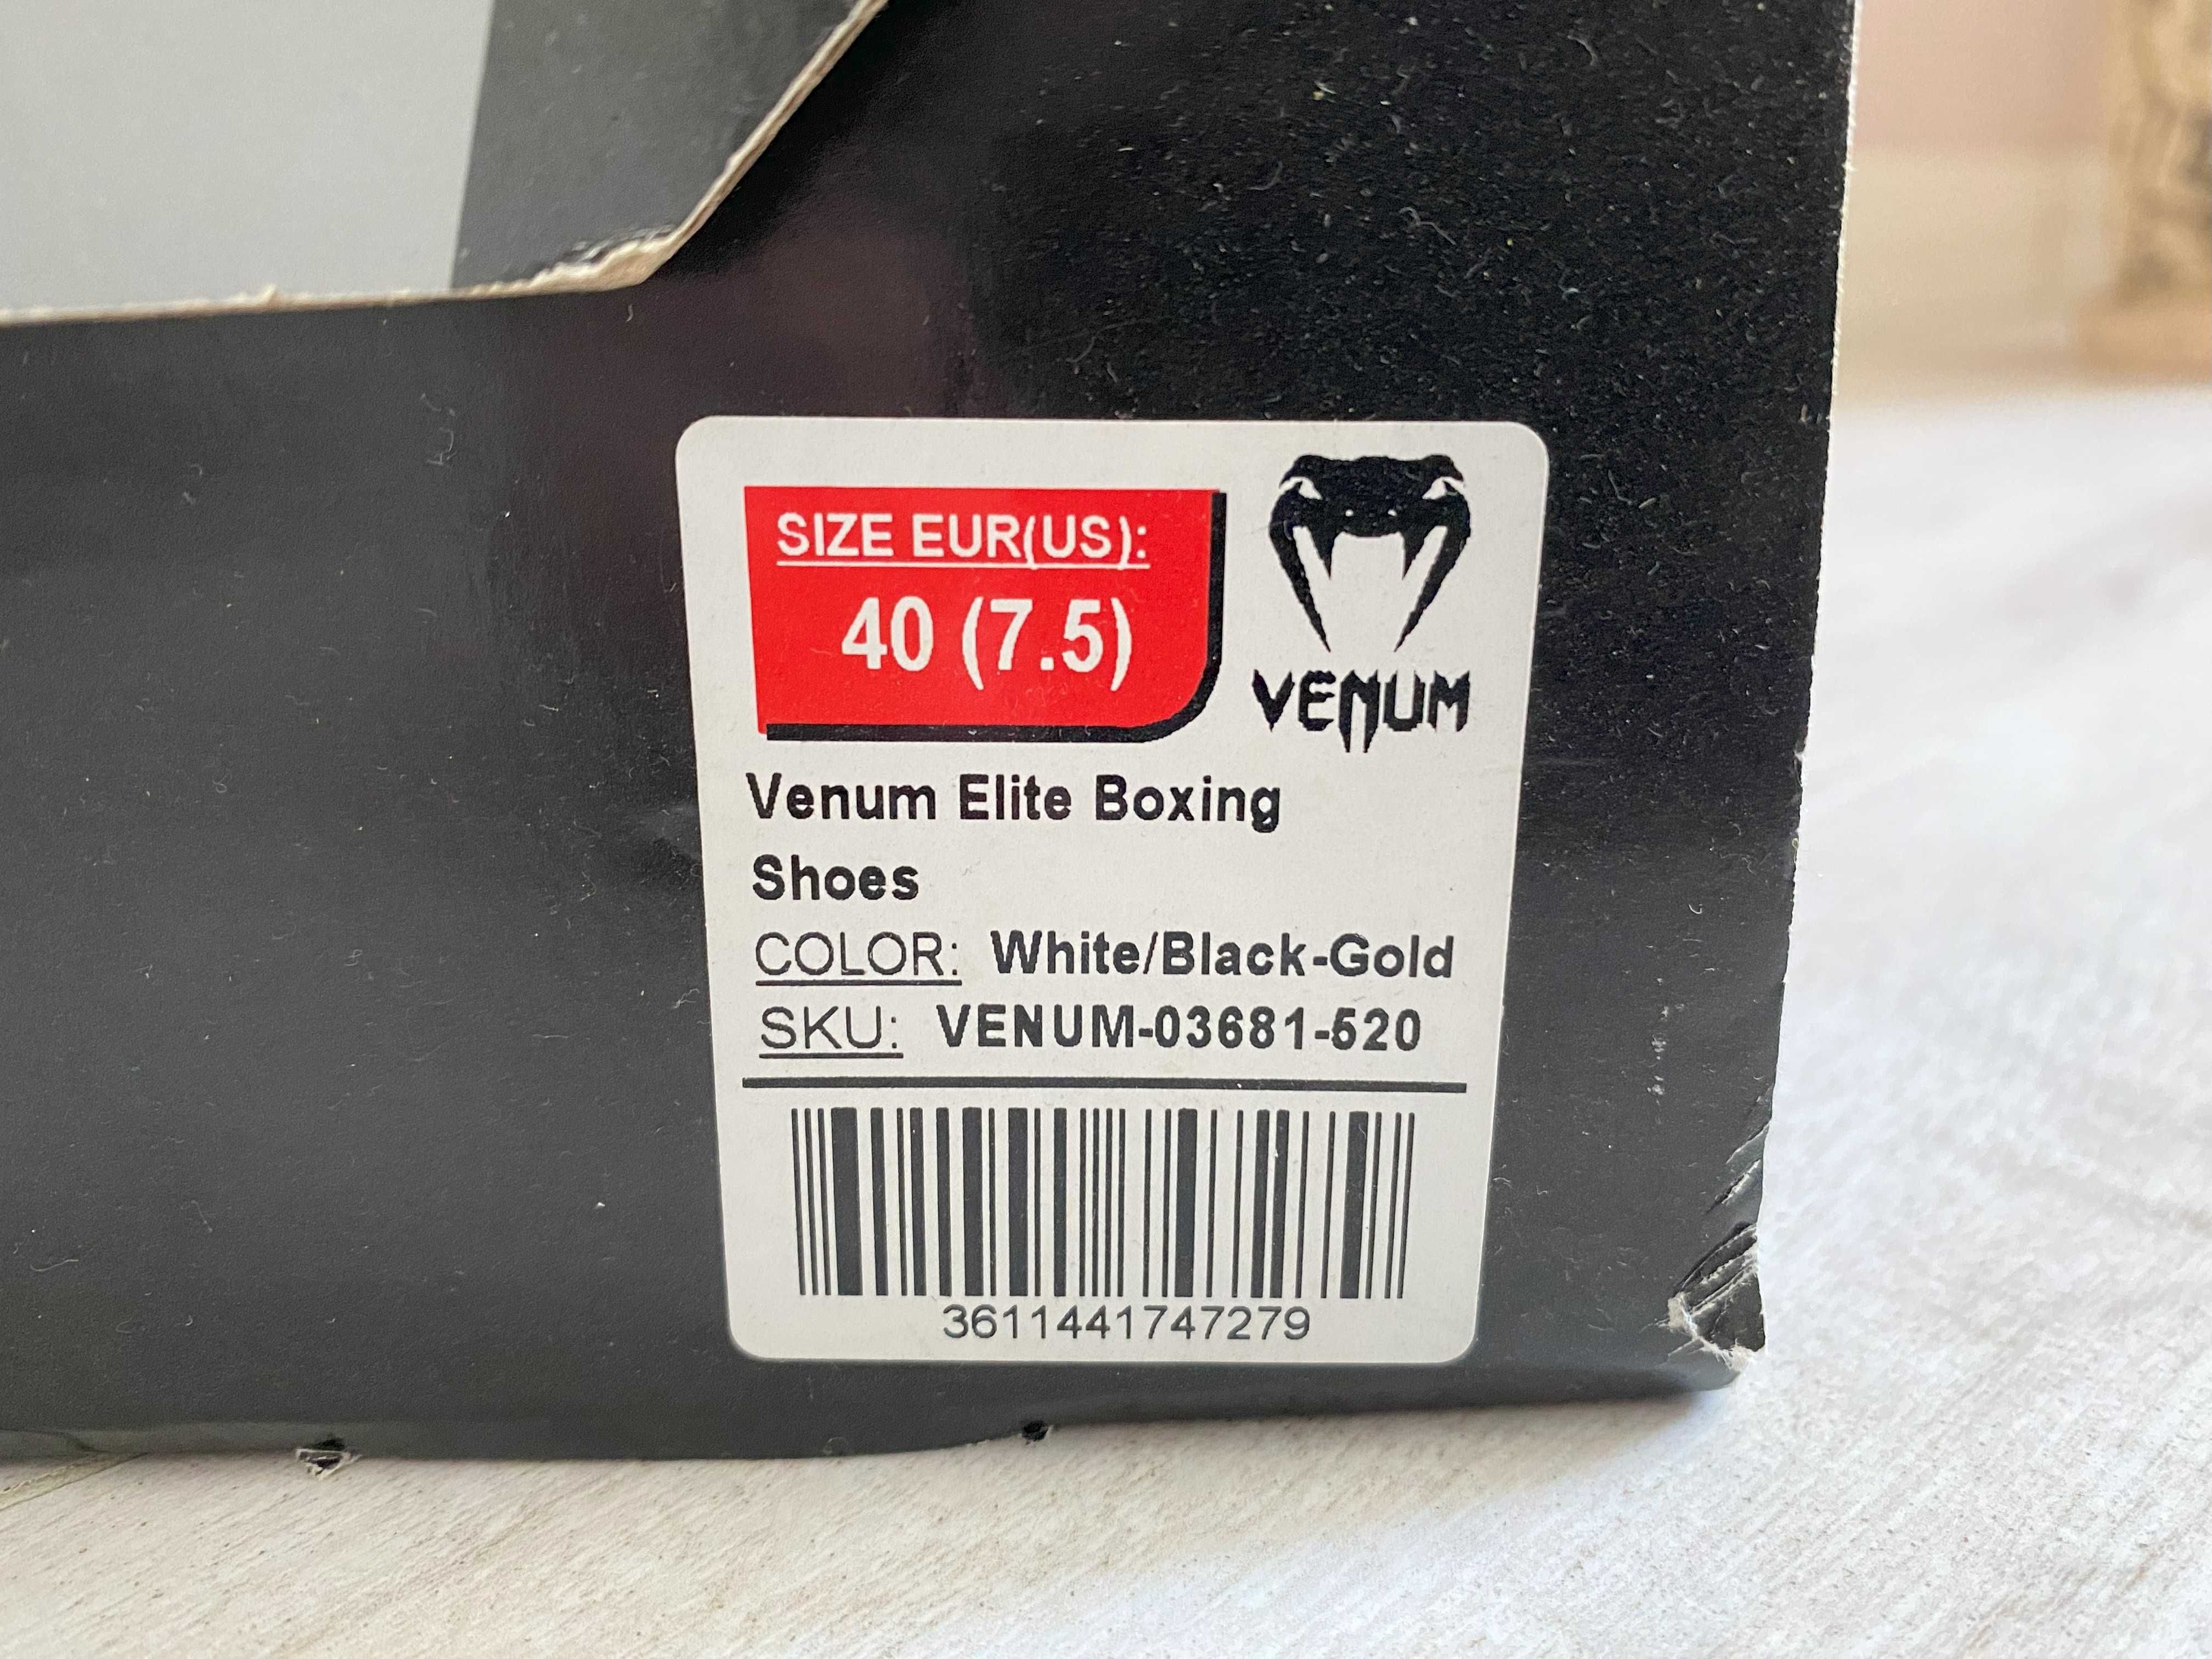 SIZE EUR(US):
40 (7.5)
VENUM
Venum Elite Boxing
Shoes
COLOR: White/Black-Gold
SKU: VENUM-03681-520
3611441747279